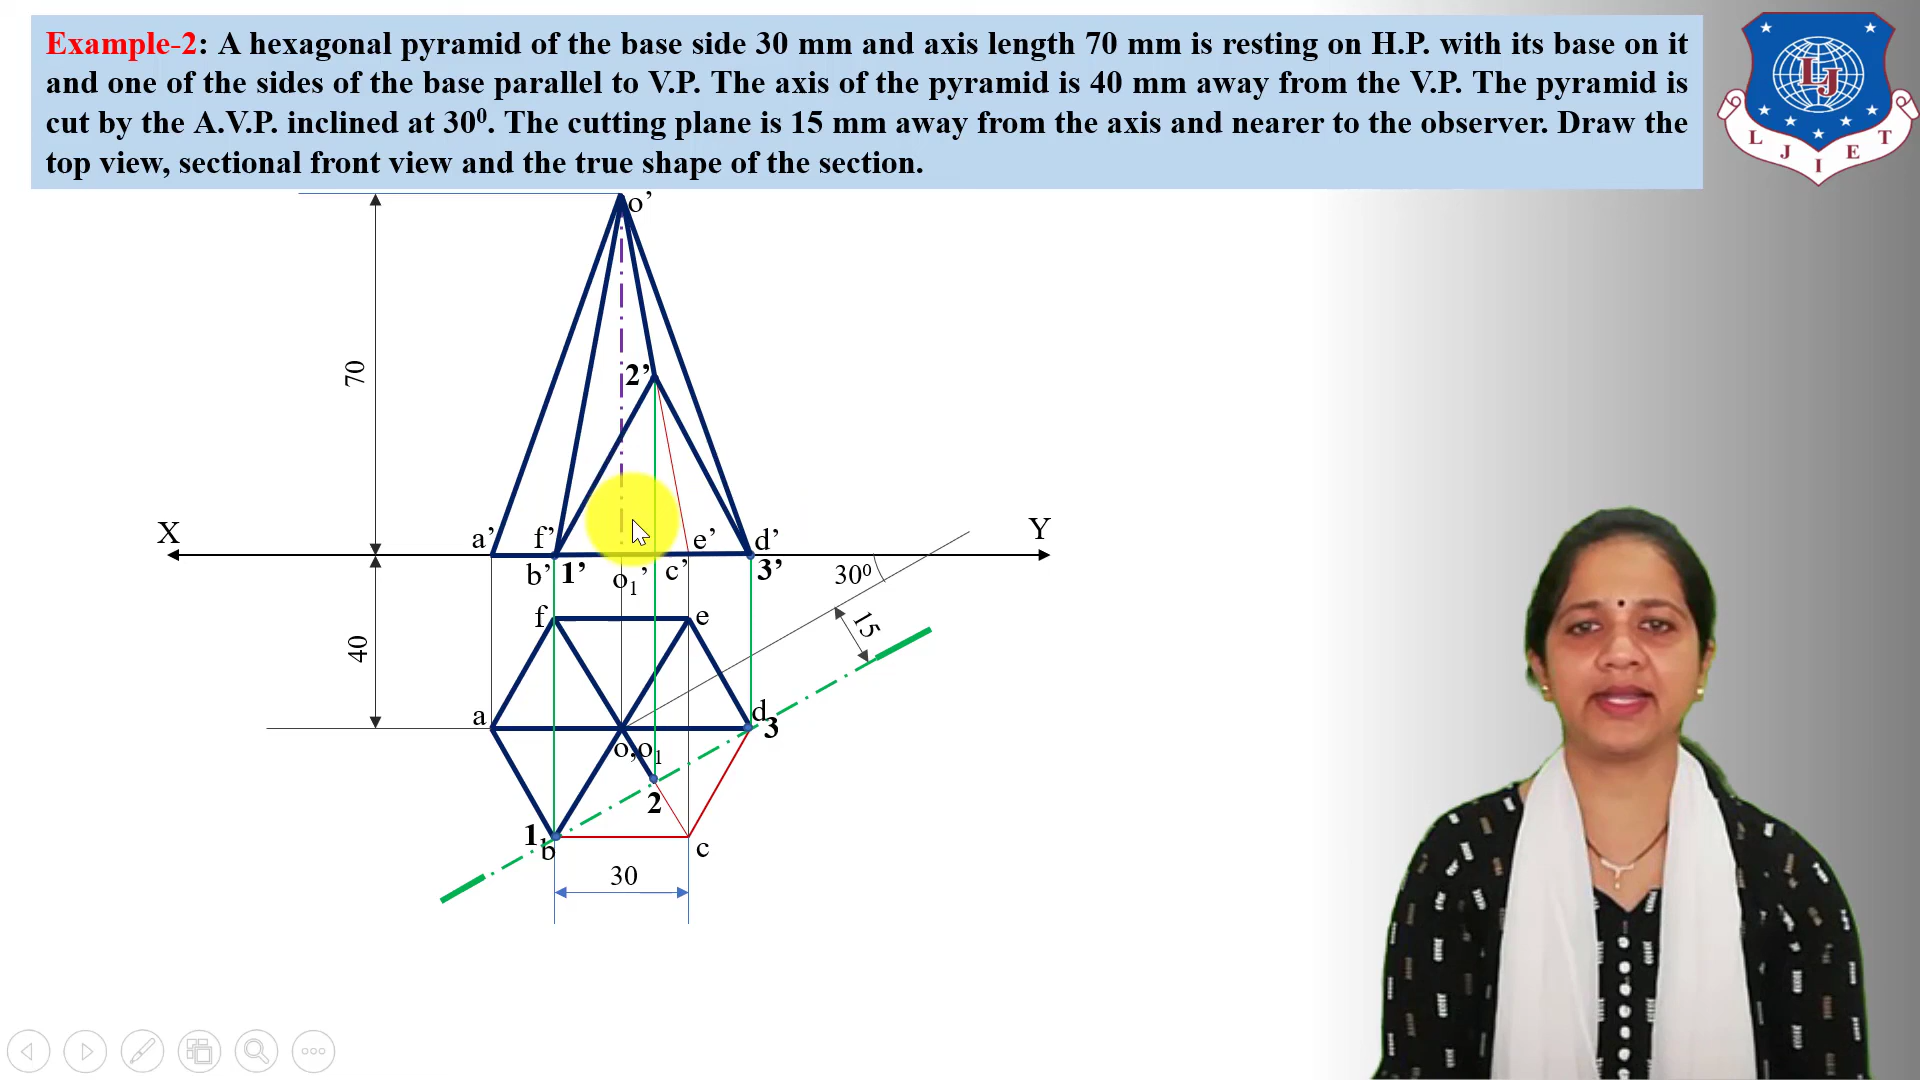 Example-2: A hexagonal pyramid of the base side 30 mm and axis length 70 mm is resting on H.P. with its base on it
and one of the sides of the base parallel to V.P. The axis of the pyramid is 40 mm away from the V.P. The pyramid is
cut by the A.V.P. inclined at 30⁰. The cutting plane is 15 mm away from the axis and nearer to the observer. Draw the
top view, sectional front view and the true shape of the section.
LJ
L J I E T
o’
70
2’
X
a’ f’ e’ d’
Y
b’ 1’ o₁’ c’ 3’
30⁰
f e
15
40
a d
3
o,o₁
2
1
b c
30